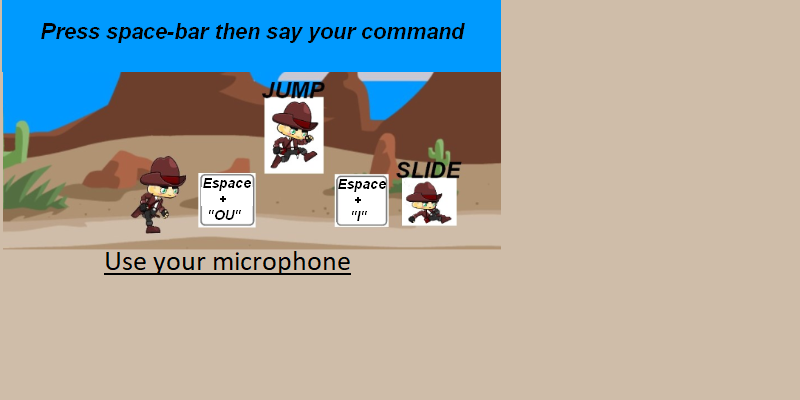 Press space-bar then say your command
JUMP
Espace
+
"OU"
Espace
+
"I"
SLIDE
Use your microphone